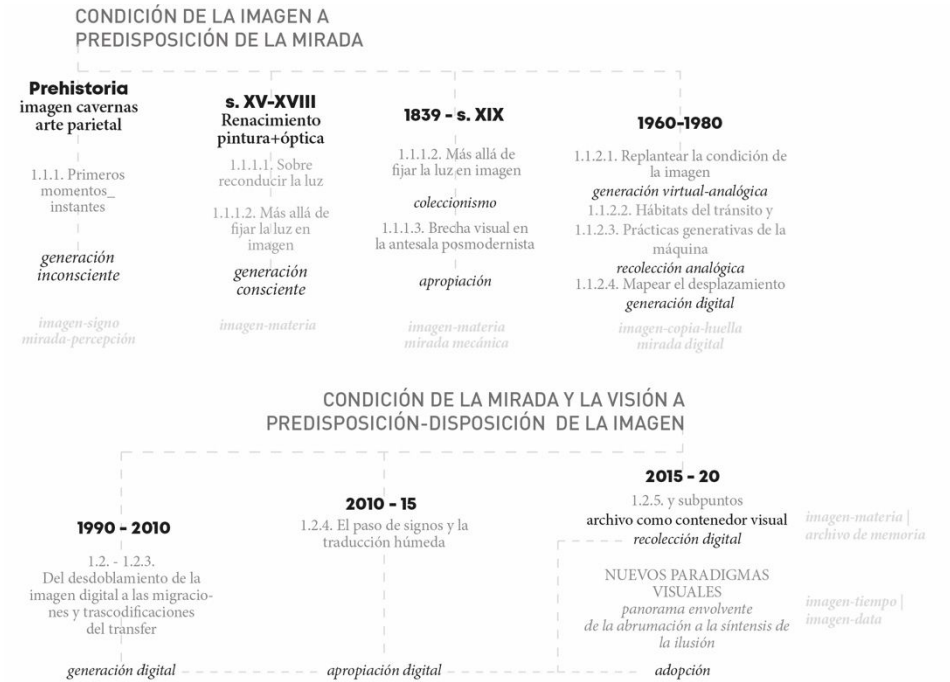 CONDICIÓN DE LA IMAGEN A
PREDISPOSICIÓN DE LA MIRADA
Prehistoria
imagen cavernas
arte parietal
1.1.1. Primeros
momentos_
instantes
generación
inconsciente
imagen-signo
mirada-percepción
s. XV-XVIII
Renacimiento
pintura+óptica
1.1.1.1. Sobre
reconducir la luz
1.1.1.2. Más allá de
fijar la luz en
imagen
generación
consciente
imagen-materia
1839 - s. XIX
1.1.1.2. Más allá de
fijar la luz en imagen
coleccionismo
1.1.1.3. Brecha visual en
la antesala posmodernista
apropiación
imagen-materia
mirada mecánica
1960-1980
1.1.2.1. Replantear la condición de
la imagen
generación virtual-analógica
1.1.2.2. Hábitats del tránsito y
1.1.2.3. Prácticas generativas de la
máquina
recolección analógica
1.1.2.4. Mapear el desplazamiento
generación digital
imagen-copia-huella
mirada digital
CONDICIÓN DE LA MIRADA Y LA VISIÓN A
PREDISPOSICIÓN-DISPOSICIÓN DE LA IMAGEN
1990 - 2010
1.2. - 1.2.3.
Del desdoblamiento de la
imagen digital a las migracio-
nes y trascodificaciones
del transfer
generación digital
2010 - 15
1.2.4. El paso de signos y la
traducción húmeda
apropiación digital
2015 - 20
1.2.5. y subpuntos
archivo como contenedor visual
recolección digital
imagen-materia |
archivo de memoria
NUEVOS PARADIGMAS
VISUALES
panorama envolvente
de la abrumación a la síntensis de
la ilusión
imagen-tiempo |
imagen-data
adopción